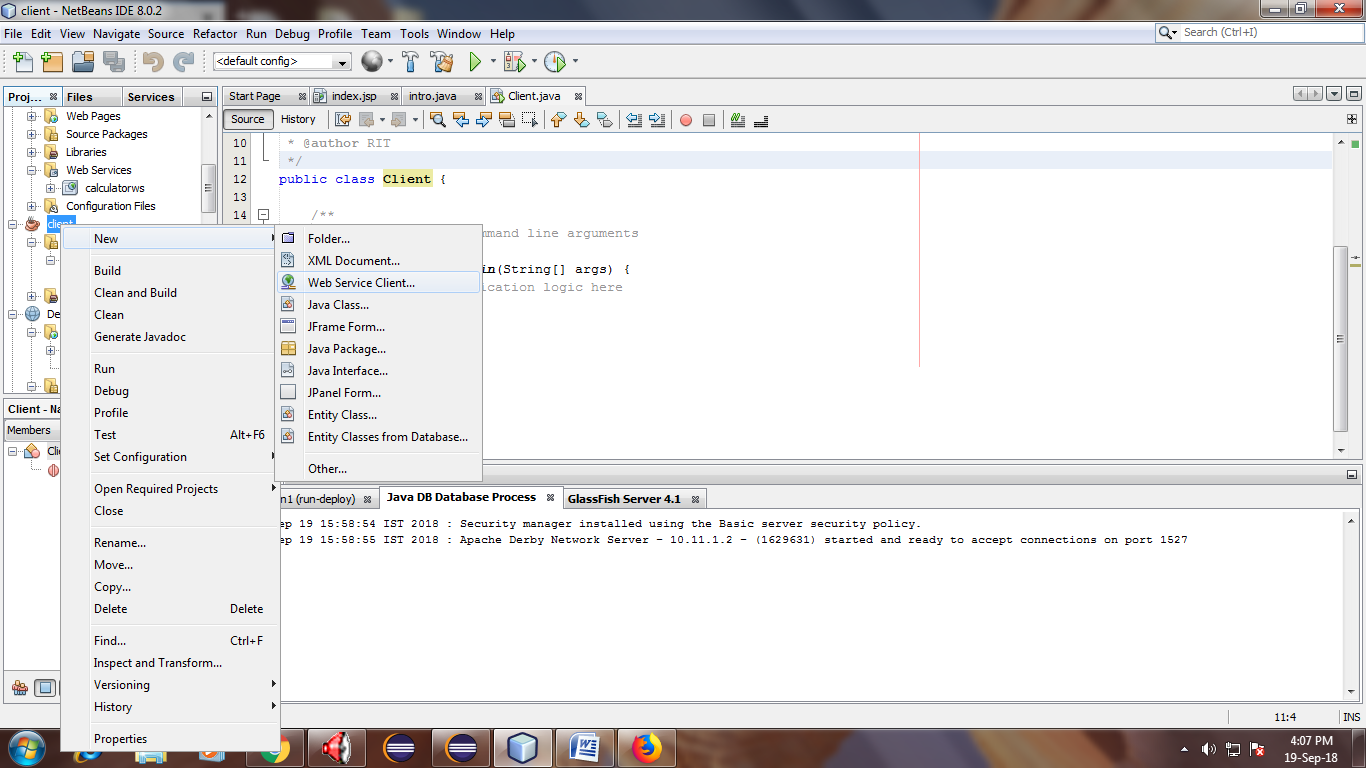 client - NetBeans IDE 8.0.2
File Edit View Navigate Source Refactor Run Debug Profile Team Tools Window Help
Search (Ctrl+I)
<default config>
Proj... Files Services
Start Page index.jsp intro.java Client.java
Source History
Web Pages
Source Packages
Libraries
Web Services
calculatorws
Configuration Files
client
De
10 * @author RIT
11 */
12 public class Client {
13
14 /**
mmand line arguments
in(String[] args) {
ication logic here
New
Build
Clean and Build
Clean
Generate Javadoc
Run
Debug
Profile
Test Alt+F6
Set Configuration
Open Required Projects
Close
Rename...
Move...
Copy...
Delete Delete
Find... Ctrl+F
Inspect and Transform...
Versioning
History
Properties
Folder...
XML Document...
Web Service Client...
Java Class...
JFrame Form...
Java Package...
Java Interface...
JPanel Form...
Entity Class...
Entity Classes from Database...
Other...
Client - Na
Members
Cli
n1 (run-deploy) Java DB Database Process GlassFish Server 4.1
ep 19 15:58:54 IST 2018 : Security manager installed using the Basic server security policy.
ep 19 15:58:55 IST 2018 : Apache Derby Network Server - 10.11.1.2 - (1629631) started and ready to accept connections on port 1527
11:4 INS
4:07 PM
19-Sep-18